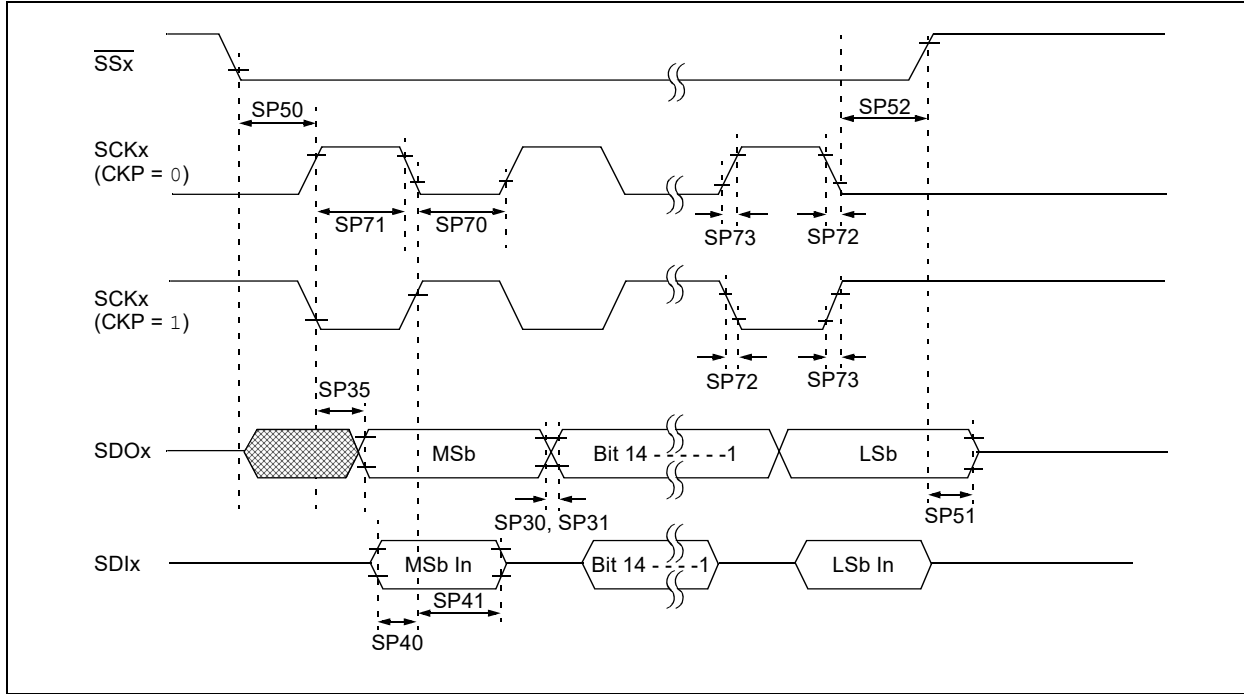 SSx
SP50
SP52
SCKx
(CKP = 0)
SP71
SP70
SP73
SP72
SCKx
(CKP = 1)
SP72
SP73
SP35
SDOx
MSb
Bit 14 - - - - - -1
LSb
SP30, SP31
SP51
SDIx
MSb In
Bit 14 - - - -1
LSb In
SP41
SP40